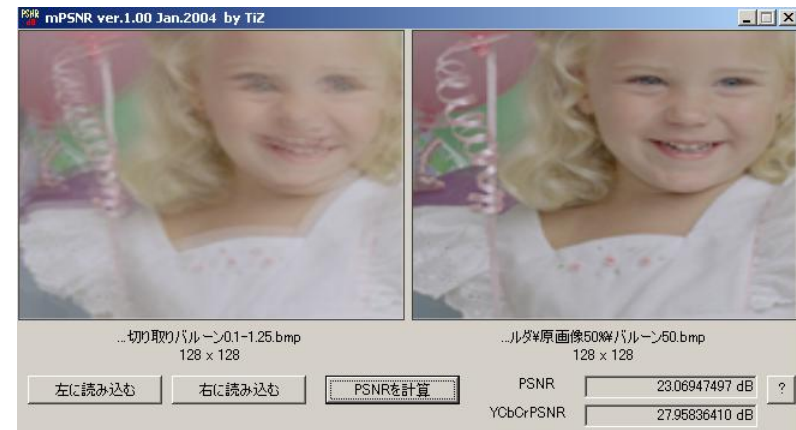 mPSNR ver.1.00 Jan.2004 by TiZ
...切り取りバルーン0.1-1.25.bmp
128 x 128
...ルダ¥原画像50%¥バルーン50.bmp
128 x 128
左に読み込む
右に読み込む
PSNRを計算
PSNR
23.06947497 dB
?
YCbCrPSNR
27.95836410 dB